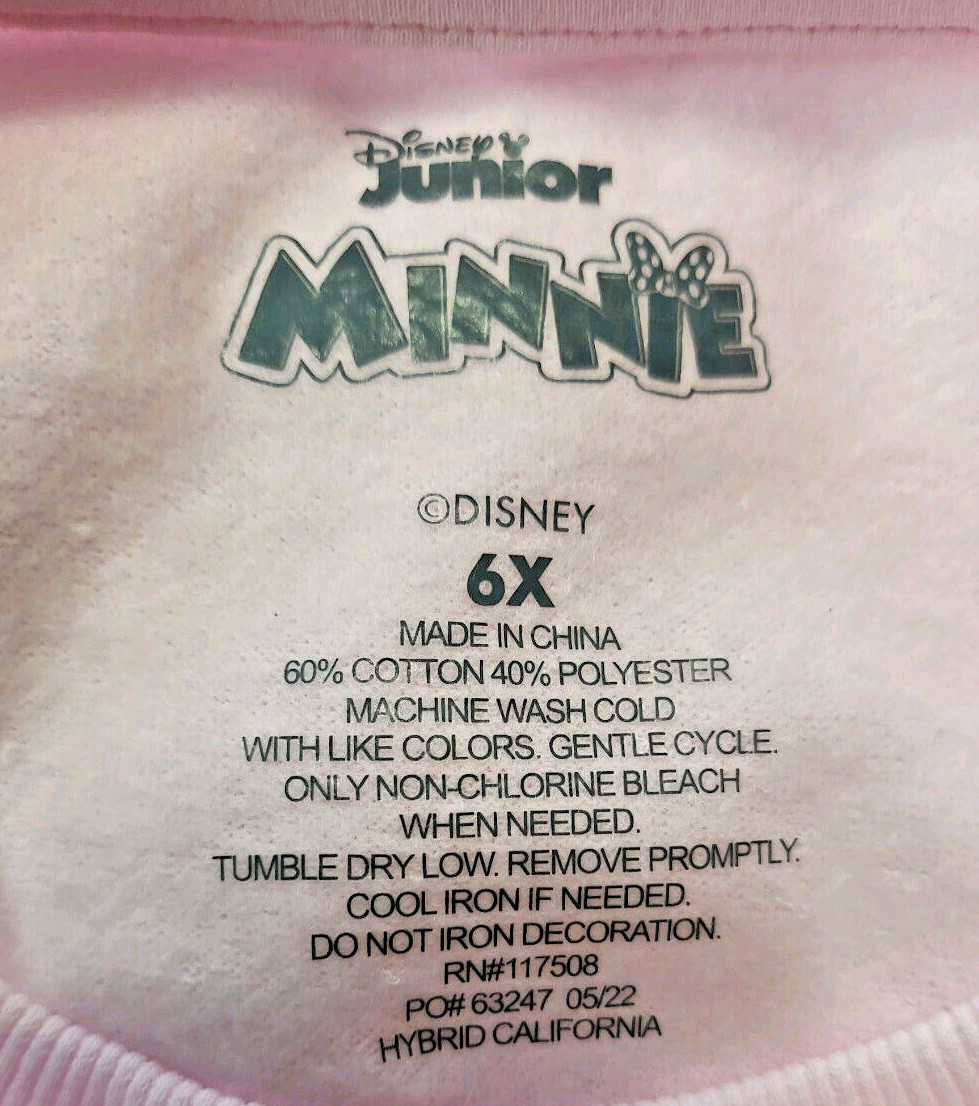 Disney
Junior
MINNIE
©DISNEY
6X
MADE IN CHINA
60% COTTON 40% POLYESTER
MACHINE WASH COLD
WITH LIKE COLORS. GENTLE CYCLE.
ONLY NON-CHLORINE BLEACH
WHEN NEEDED.
TUMBLE DRY LOW. REMOVE PROMPTLY.
COOL IRON IF NEEDED.
DO NOT IRON DECORATION.
RN#117508
PO# 63247 05/22
HYBRID CALIFORNIA